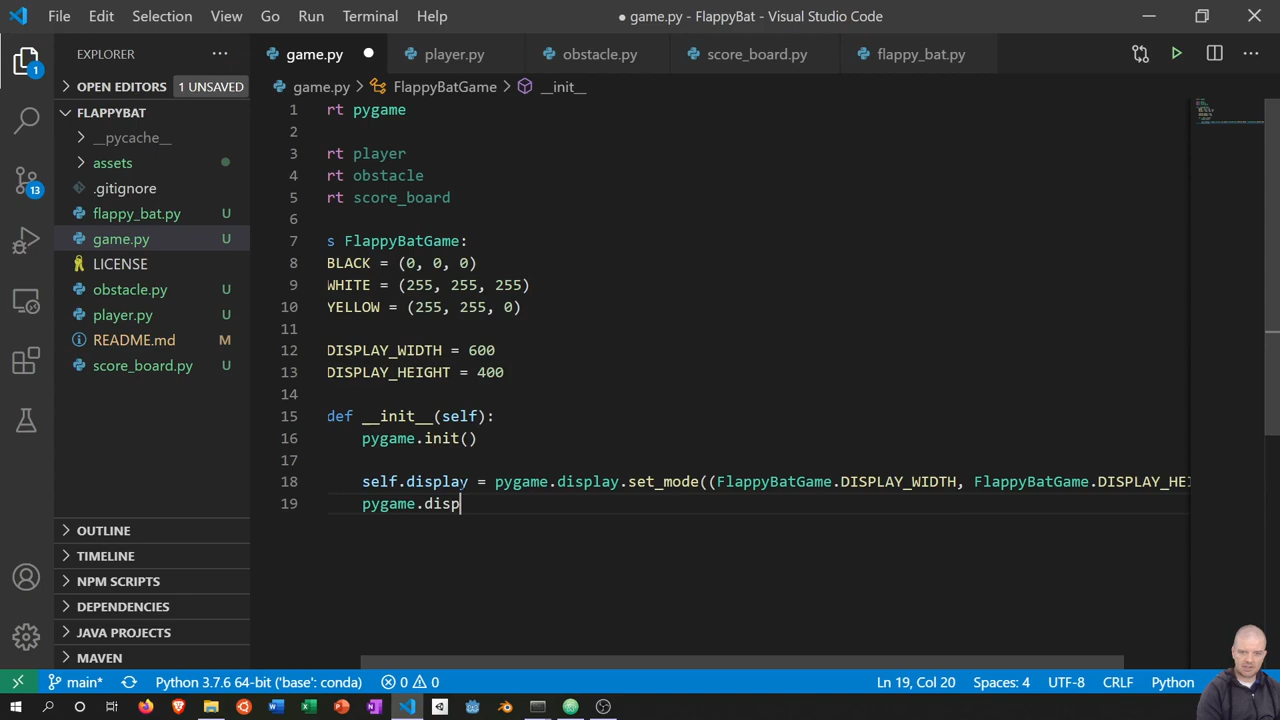 File Edit Selection View Go Run Terminal Help
● game.py - FlappyBat - Visual Studio Code
EXPLORER
game.py
player.py
obstacle.py
score_board.py
flappy_bat.py
OPEN EDITORS 1 UNSAVED
game.py > FlappyBatGame > __init__
FLAPPYBAT
__pycache__
assets
.gitignore
flappy_bat.py U
game.py U
LICENSE
obstacle.py U
player.py U
README.md M
score_board.py U
OUTLINE
TIMELINE
NPM SCRIPTS
DEPENDENCIES
JAVA PROJECTS
MAVEN
1
13
1 rt pygame
2
3 rt player
4 rt obstacle
5 rt score_board
6
7 s FlappyBatGame:
8 BLACK = (0, 0, 0)
9 WHITE = (255, 255, 255)
10 YELLOW = (255, 255, 0)
11
12 DISPLAY_WIDTH = 600
13 DISPLAY_HEIGHT = 400
14
15 def __init__(self):
16 pygame.init()
17
18 self.display = pygame.display.set_mode((FlappyBatGame.DISPLAY_WIDTH, FlappyBatGame.DISPLAY_HEI
19 pygame.disp
main* Python 3.7.6 64-bit ('base': conda) 0 0 Ln 19, Col 20 Spaces: 4 UTF-8 CRLF Python